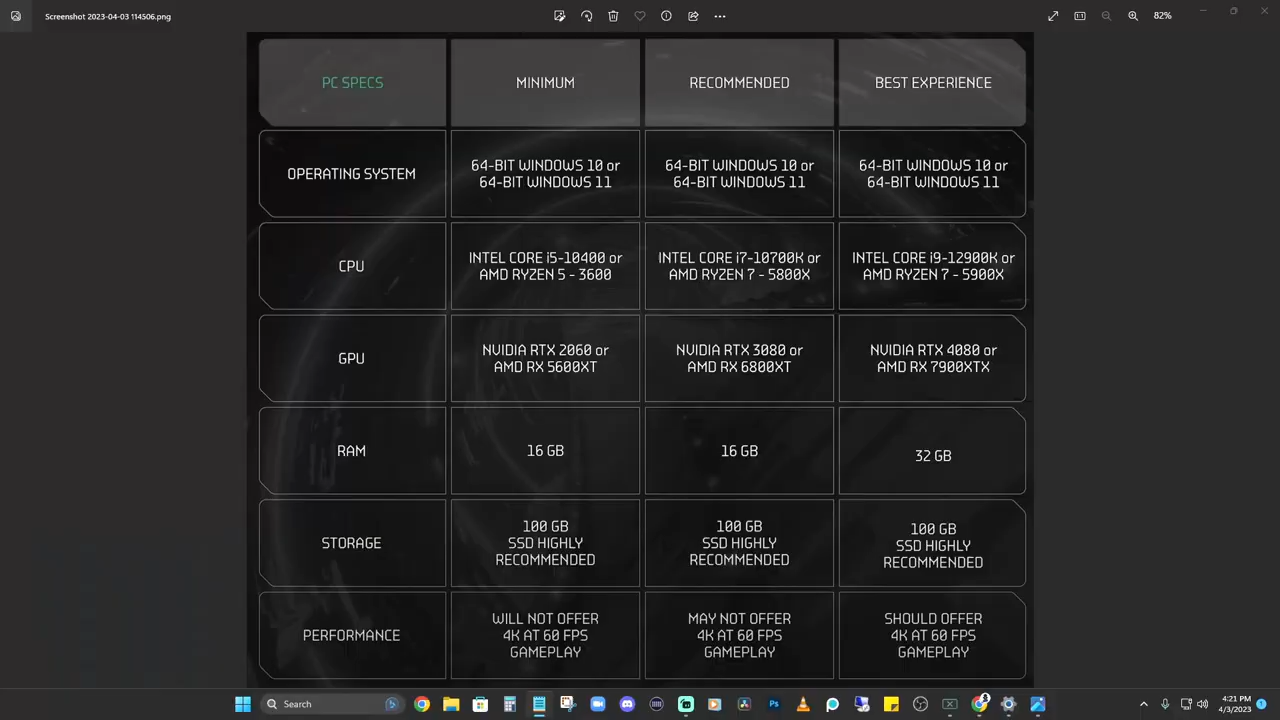 Screenshot 2023-04-03 114506.png
82%
PC SPECS
MINIMUM
RECOMMENDED
BEST EXPERIENCE
OPERATING SYSTEM
64-BIT WINDOWS 10 or
64-BIT WINDOWS 11
64-BIT WINDOWS 10 or
64-BIT WINDOWS 11
64-BIT WINDOWS 10 or
64-BIT WINDOWS 11
CPU
INTEL CORE i5-10400 or
AMD RYZEN 5 - 3600
INTEL CORE i7-10700K or
AMD RYZEN 7 - 5800X
INTEL CORE i9-12900K or
AMD RYZEN 7 - 5900X
GPU
NVIDIA RTX 2060 or
AMD RX 5600XT
NVIDIA RTX 3080 or
AMD RX 6800XT
NVIDIA RTX 4080 or
AMD RX 7900XTX
RAM
16 GB
16 GB
32 GB
STORAGE
100 GB
SSD HIGHLY
RECOMMENDED
100 GB
SSD HIGHLY
RECOMMENDED
100 GB
SSD HIGHLY
RECOMMENDED
PERFORMANCE
WILL NOT OFFER
4K AT 60 FPS
GAMEPLAY
MAY NOT OFFER
4K AT 60 FPS
GAMEPLAY
SHOULD OFFER
4K AT 60 FPS
GAMEPLAY
Search
Ps
4:21 PM
4/3/2023